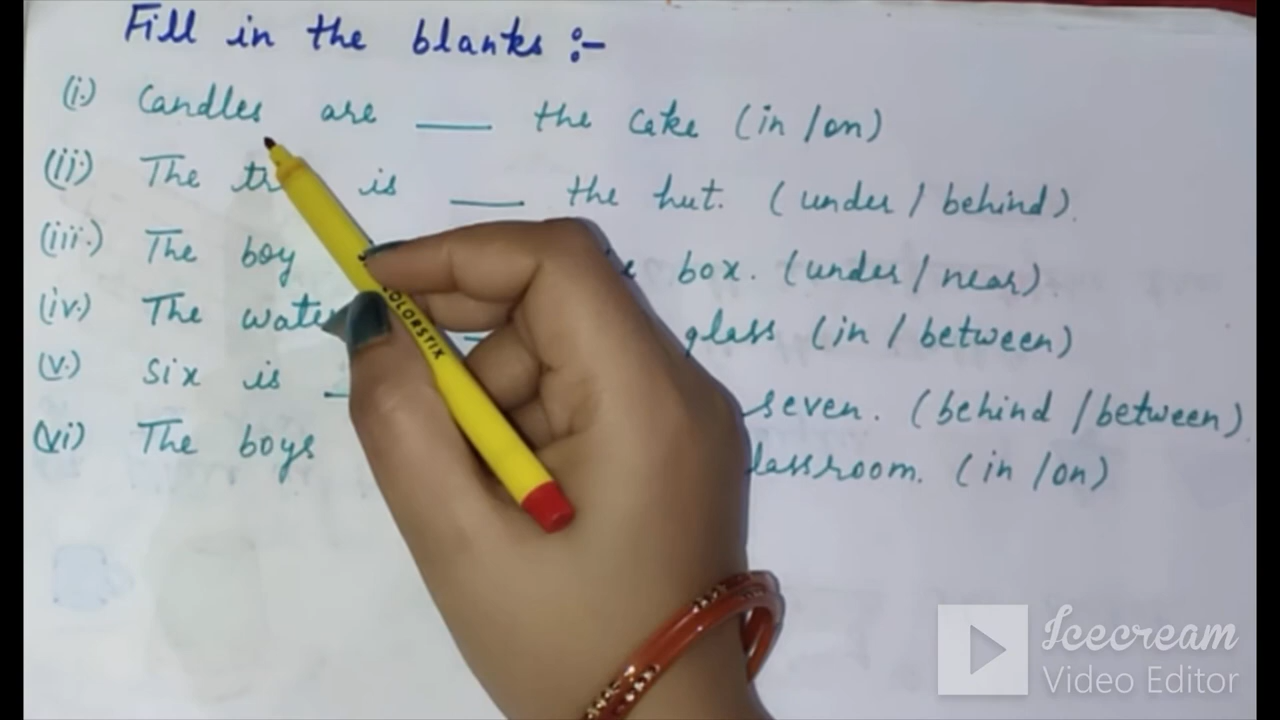 Fill in the blanks :-
(i.) Candles are ___ the cake (in / on)
(ii) The is ___ the hut. (under / behind).
(iii.) The boy box. (under / near).
(iv.) The glass (in / between)
(v.) Six is __ seven. (behind / between).
(vi) The boys (in / on)
COLORSTIX
Icecream
Video Editor